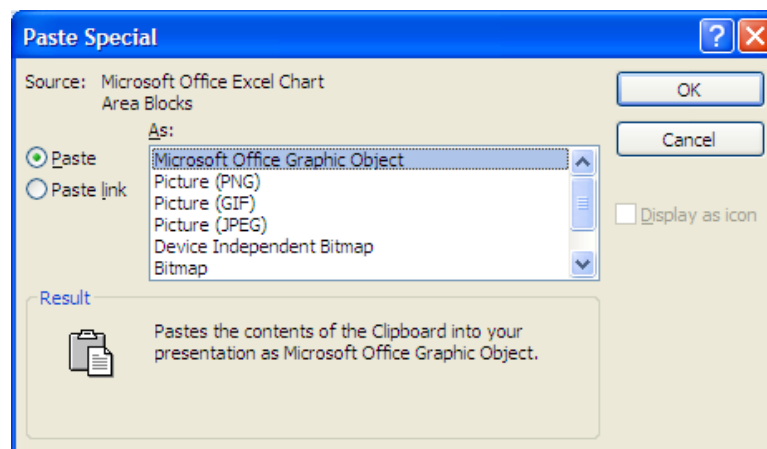 Paste Special
Source: Microsoft Office Excel Chart
Area Blocks
As:
Paste
Paste link
Microsoft Office Graphic Object
Picture (PNG)
Picture (GIF)
Picture (JPEG)
Device Independent Bitmap
Bitmap
OK
Cancel
Display as icon
Result
Pastes the contents of the Clipboard into your
presentation as Microsoft Office Graphic Object.